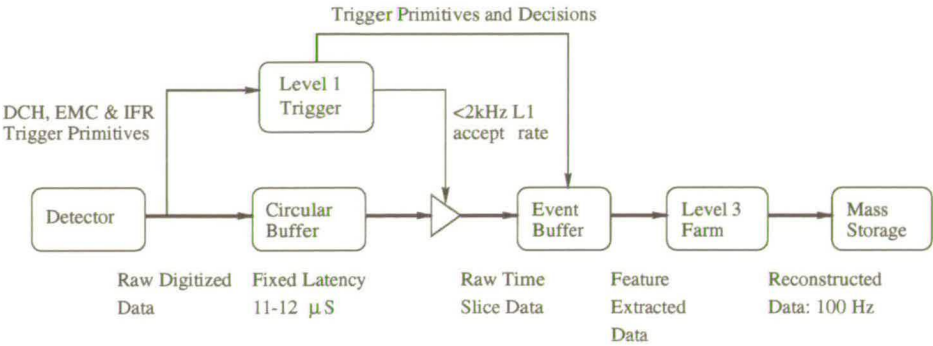 Trigger Primitives and Decisions
Level 1
Trigger
DCH, EMC & IFR
Trigger Primitives
<2kHz L1
accept rate
Detector
Circular
Buffer
Event
Buffer
Level 3
Farm
Mass
Storage
Raw Digitized
Data
Fixed Latency
11-12 μS
Raw Time
Slice Data
Feature
Extracted
Data
Reconstructed
Data: 100 Hz